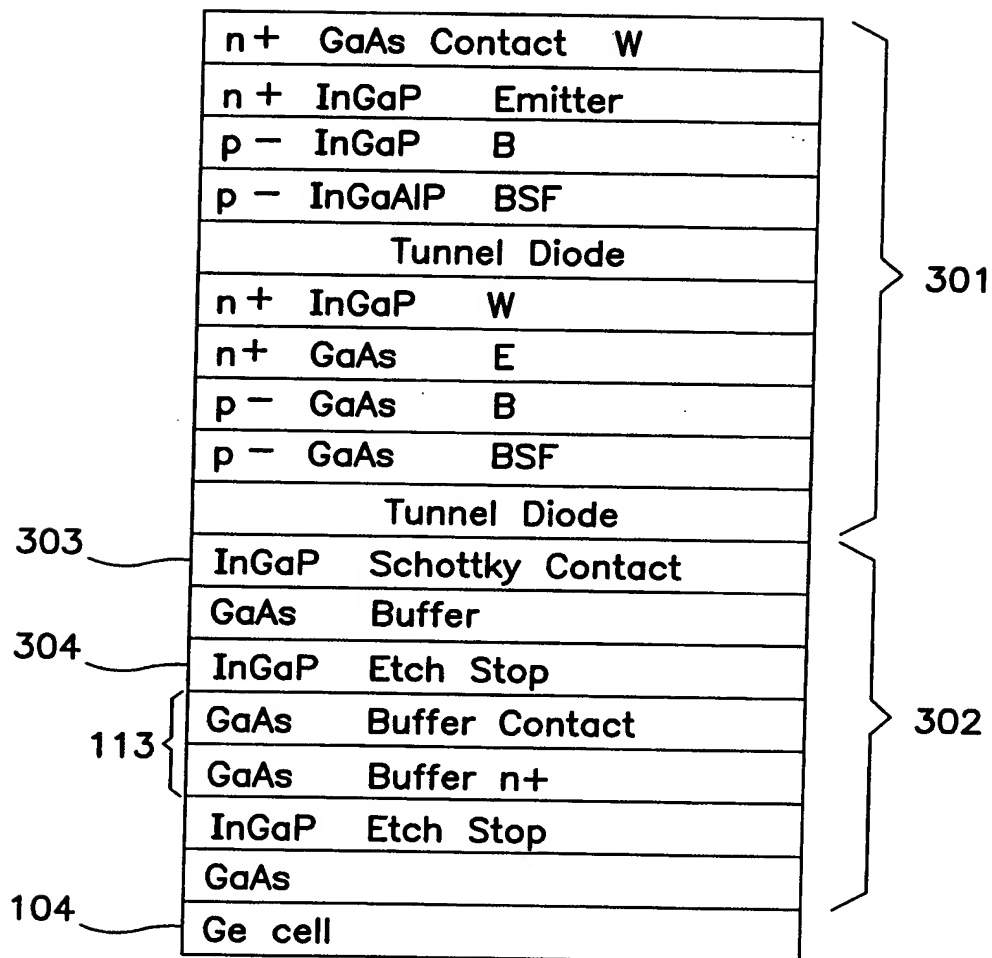 n+ GaAs Contact W
n+ InGaP Emitter
p- InGaP B
p- InGaAlP BSF
Tunnel Diode
301
n+ InGaP W
n+ GaAs E
p- GaAs B
p- GaAs BSF
Tunnel Diode
303
InGaP Schottky Contact
GaAs Buffer
304
InGaP Etch Stop
GaAs Buffer Contact
302
113
GaAs Buffer n+
InGaP Etch Stop
GaAs
104
Ge cell